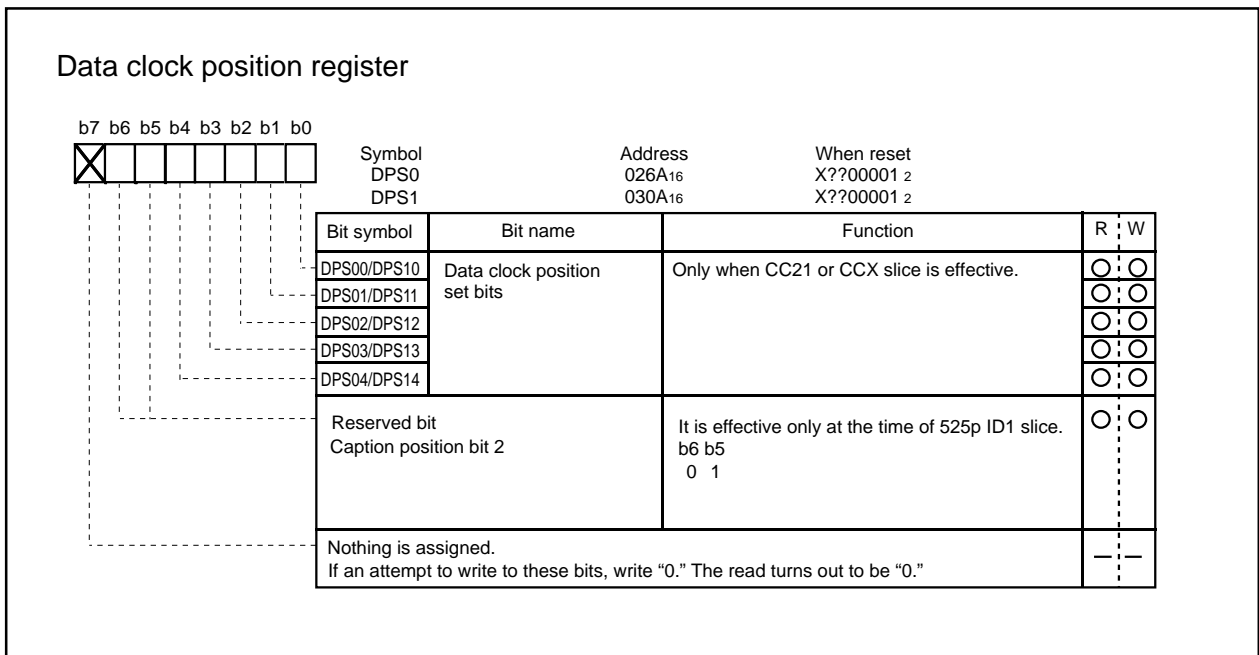 Data clock position register
b7 b6 b5 b4 b3 b2 b1 b0
Symbol Address When reset
DPS0 026A16 X??00001 2
DPS1 030A16 X??00001 2
Bit symbol Bit name Function R W
DPS00/DPS10 Data clock position Only when CC21 or CCX slice is effective.
DPS01/DPS11 set bits
DPS02/DPS12
DPS03/DPS13
DPS04/DPS14
Reserved bit It is effective only at the time of 525p ID1 slice.
Caption position bit 2 b6 b5
0 1
Nothing is assigned.
If an attempt to write to these bits, write “0.” The read turns out to be “0.”